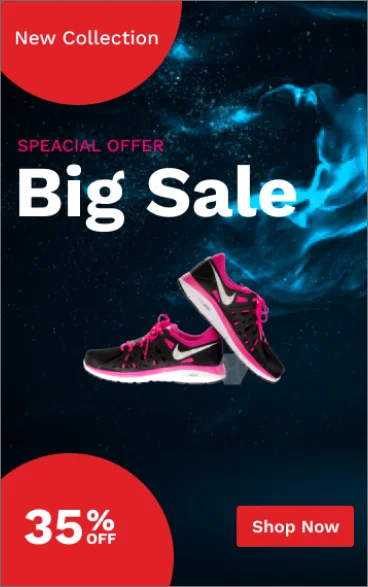 New Collection
SPEACIAL OFFER
Big Sale
35%
OFF
Shop Now